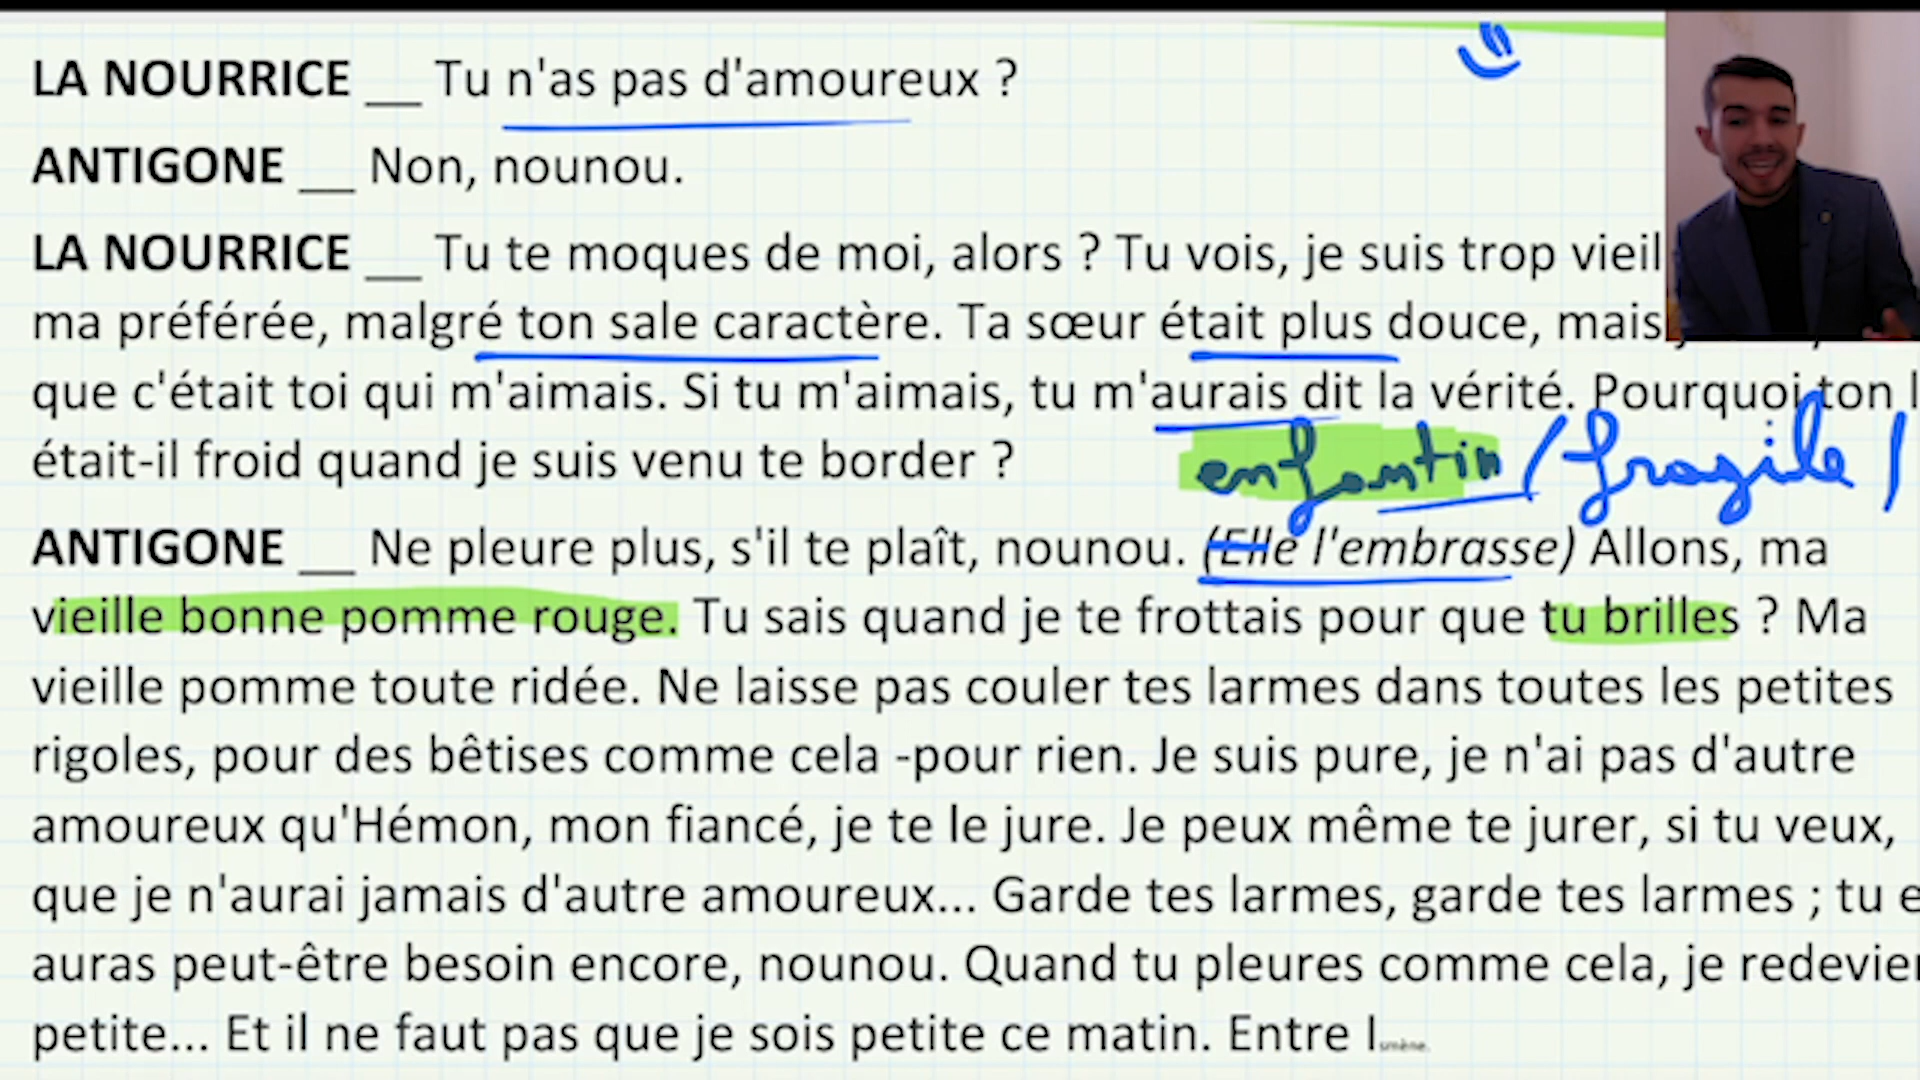 LA NOURRICE __ Tu n'as pas d'amoureux ?
ANTIGONE __ Non, nounou.
LA NOURRICE __ Tu te moques de moi, alors ? Tu vois, je suis trop vieil
ma préférée, malgré ton sale caractère. Ta sœur était plus douce, mais
que c'était toi qui m'aimais. Si tu m'aimais, tu m'aurais dit la vérité. Pourquoi ton l
était-il froid quand je suis venu te border ?
enfantin / fragile /
ANTIGONE __ Ne pleure plus, s'il te plaît, nounou. (Elle l'embrasse) Allons, ma
vieille bonne pomme rouge. Tu sais quand je te frottais pour que tu brilles ? Ma
vieille pomme toute ridée. Ne laisse pas couler tes larmes dans toutes les petites
rigoles, pour des bêtises comme cela -pour rien. Je suis pure, je n'ai pas d'autre
amoureux qu'Hémon, mon fiancé, je te le jure. Je peux même te jurer, si tu veux,
que je n'aurai jamais d'autre amoureux... Garde tes larmes, garde tes larmes ; tu e
auras peut-être besoin encore, nounou. Quand tu pleures comme cela, je redevie
petite... Et il ne faut pas que je sois petite ce matin. Entre Ismène.